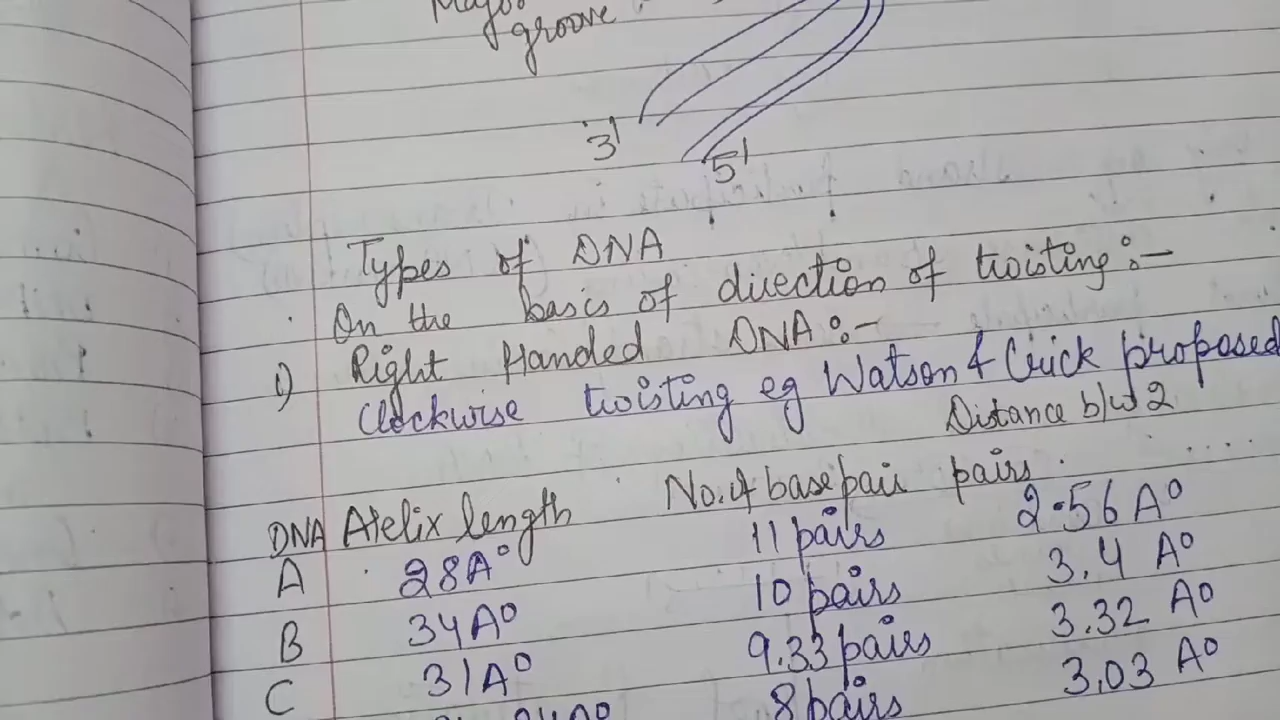 Major
groove
3'
5'
Types of DNA
On the basis of direction of twisting :-
i) Right Handed DNA :-
Clockwise twisting eg Watson & Crick proposed
Distance b/w 2
DNA Atelix length No. of base pair pairs
A 28A° 11 pairs 2.56 A°
B 34A° 10 pairs 3.4 A°
C 31A° 9.33 pairs 3.32 A°
8 pairs 3.03 A°